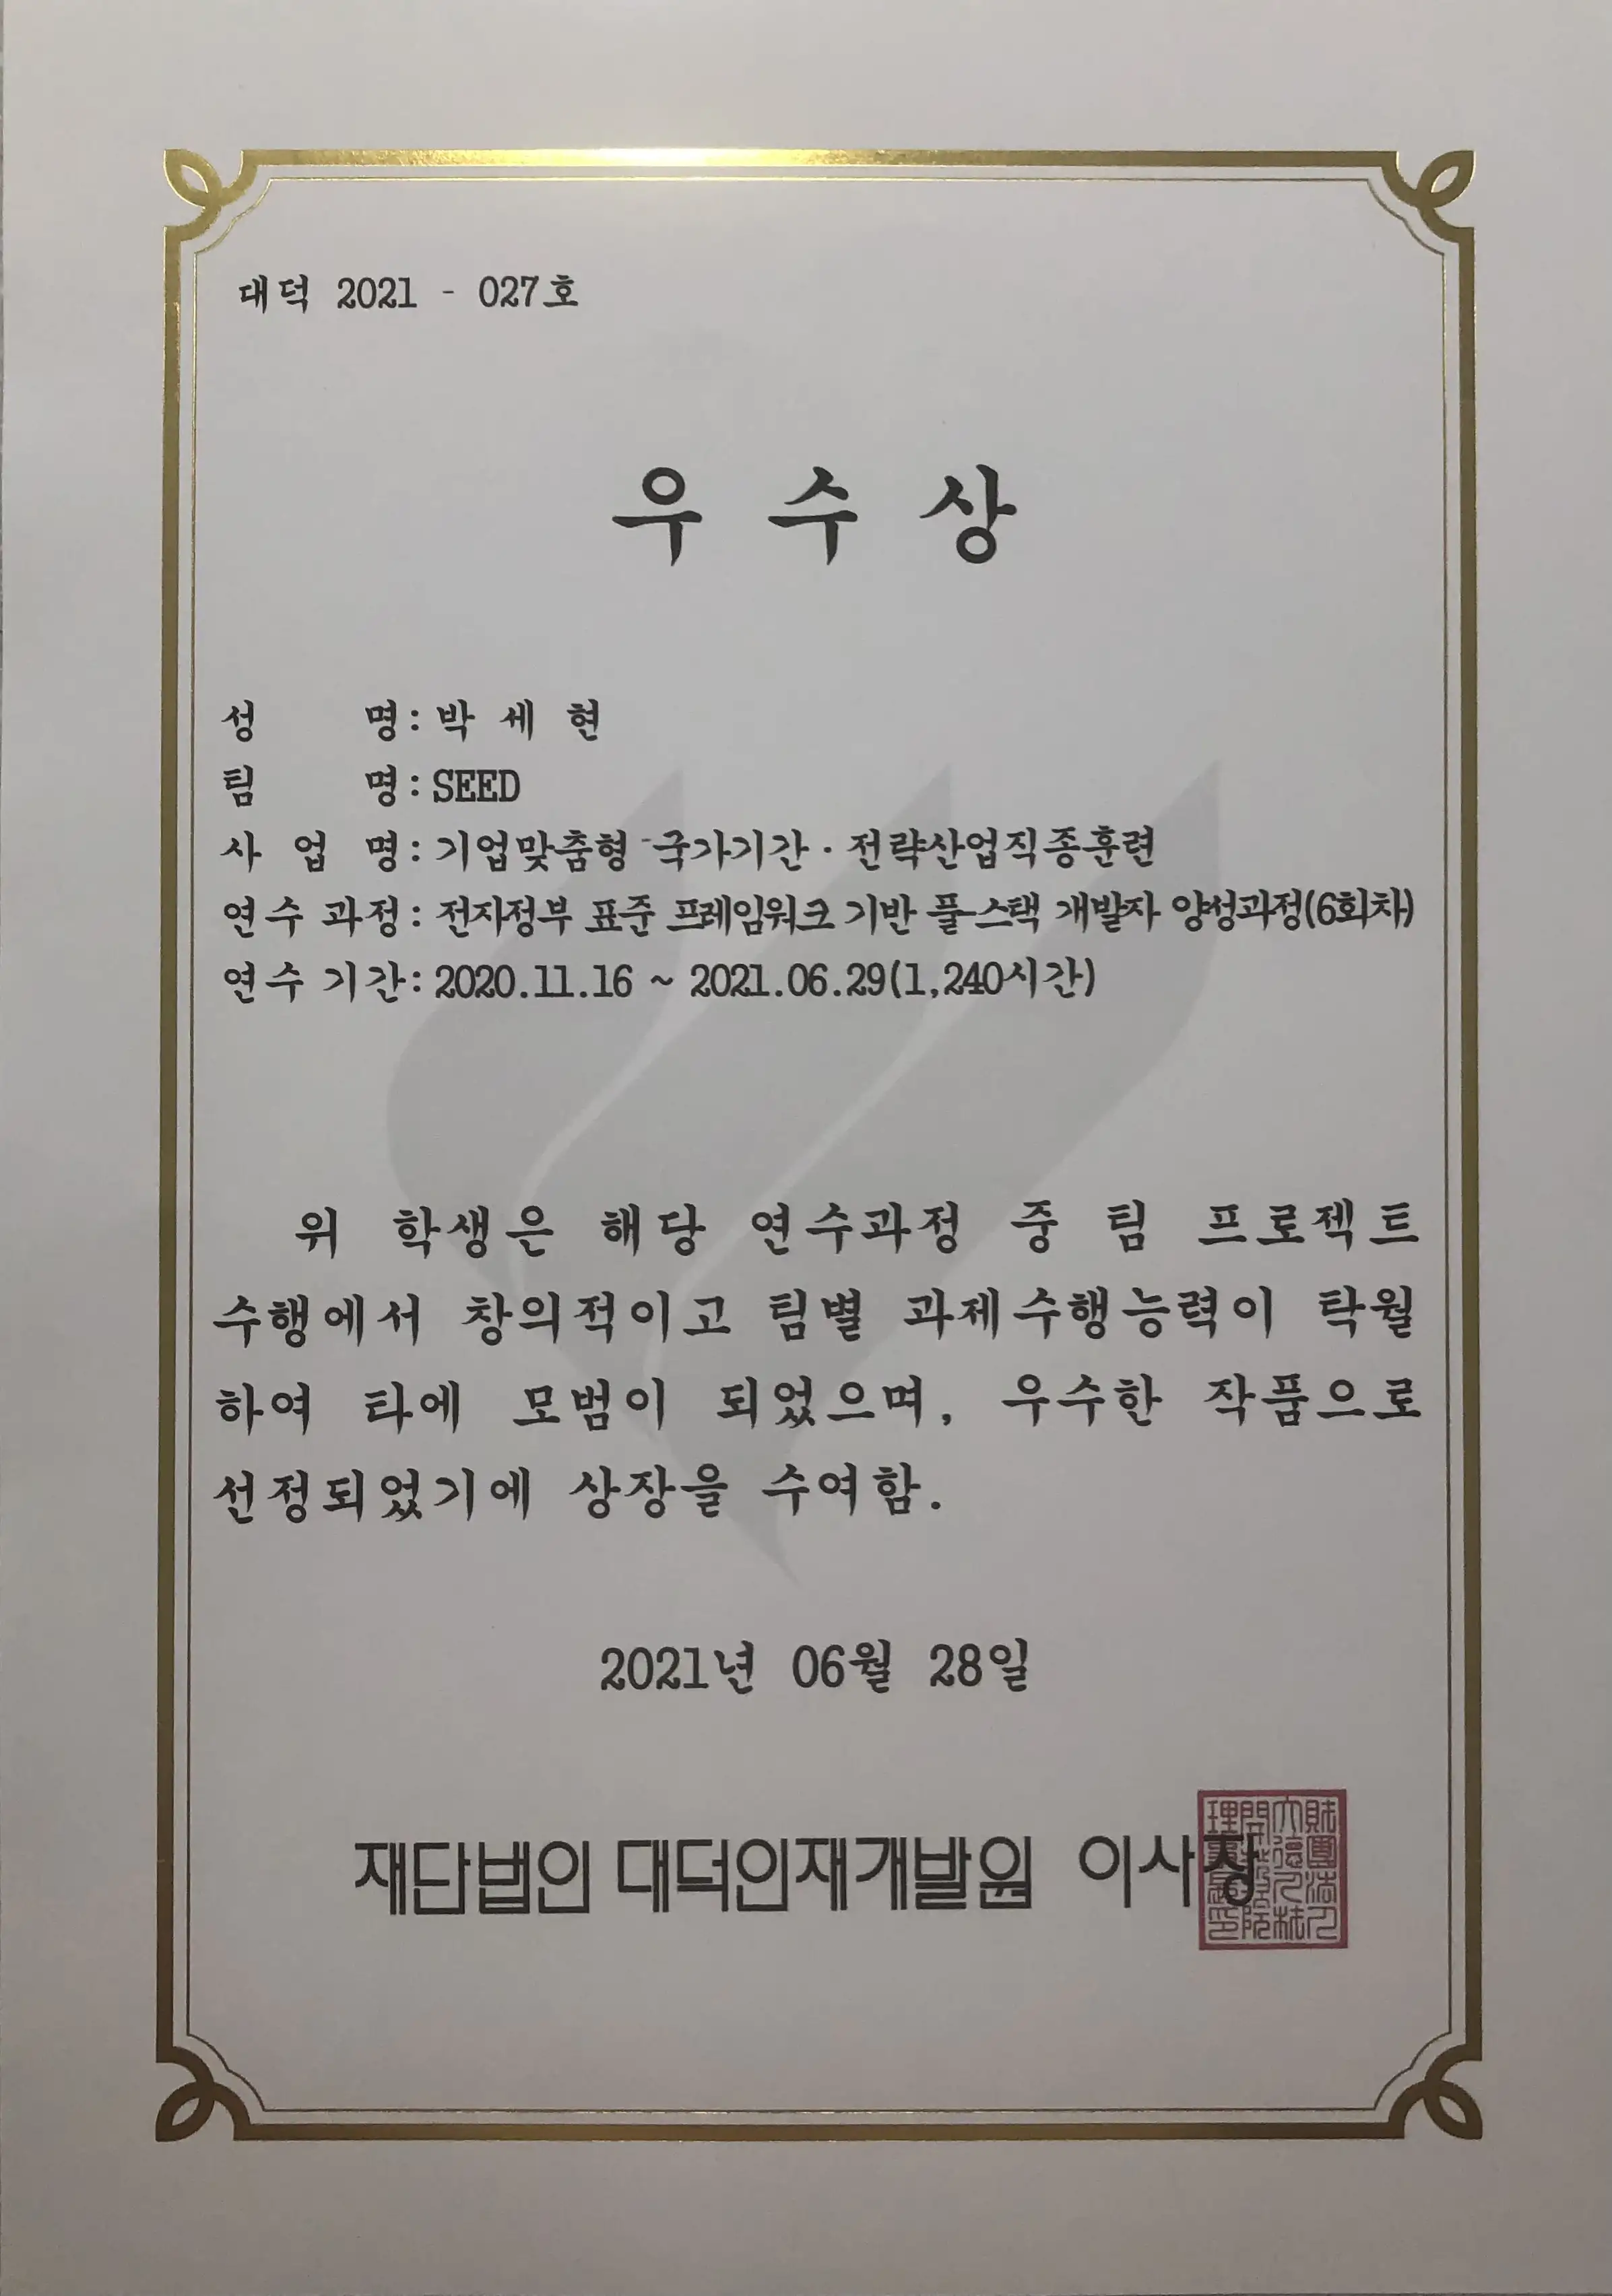 대덕 2021 - 027호
우 수 상
성 명: 박 세 현
팀 명: SEED
사 업 명: 기업맞춤형 국가기간·전략산업직종훈련
연수 과정: 전자정부 표준 프레임워크 기반 풀-스택 개발자 양성과정(6회차)
연수 기간: 2020.11.16 ~ 2021.06.29(1,240시간)
위 학생은 해당 연수과정 중 팀 프로젝트
수행에서 창의적이고 팀별 과제수행능력이 탁월
하여 타에 모범이 되었으며, 우수한 작품으로
선정되었기에 상장을 수여함.
2021년 06월 28일
재단법인 대덕인재개발원 이사장